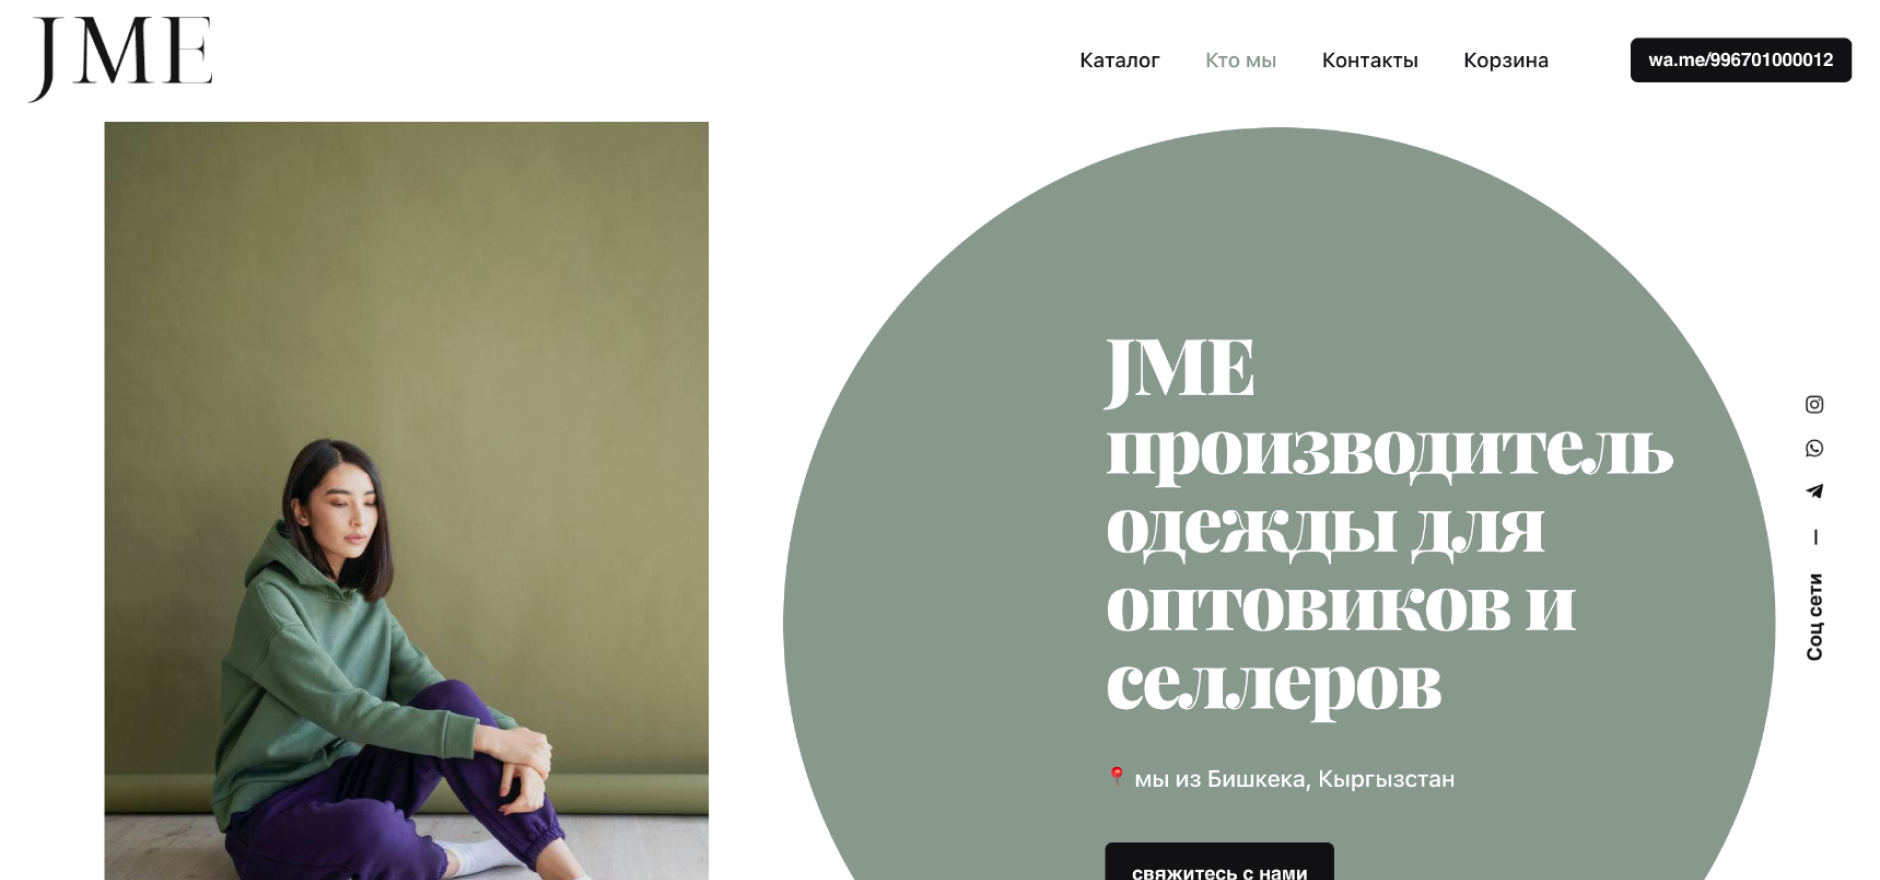 JME
Каталог
Кто мы
Контакты
Корзина
wa.me/996701000012
JME
производитель
одежды для
оптовиков и
селлеров
📍 мы из Бишкека, Кыргызстан
свяжитесь с нами
Соц сети —